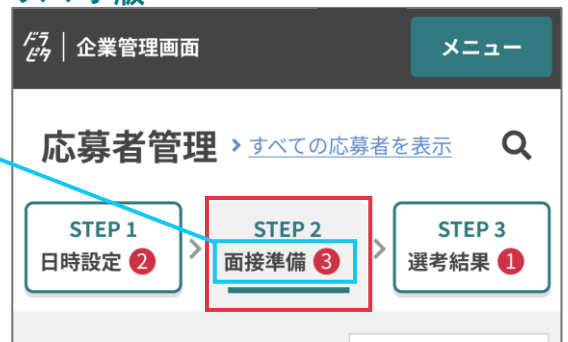 ドラピタ 企業管理画面
メニュー
応募者管理 > すべての応募者を表示
STEP 1
日時設定 2
STEP 2
面接準備 3
STEP 3
選考結果 1